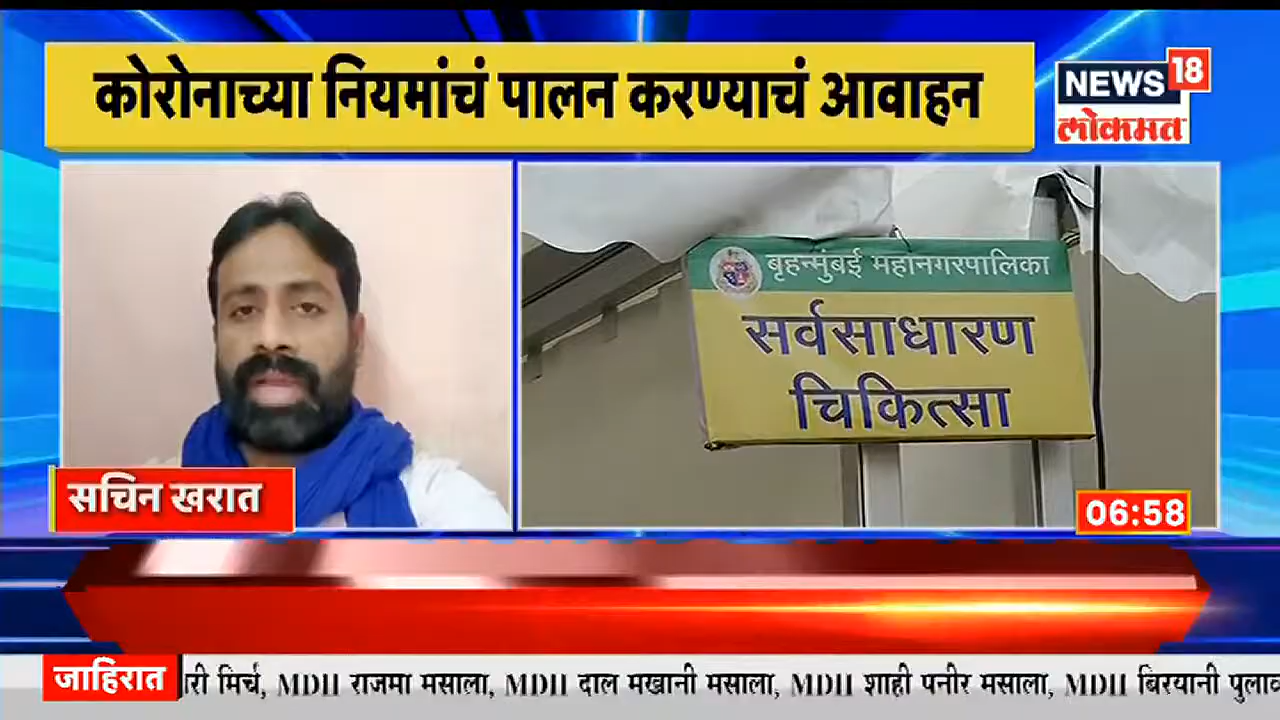 कोरोनाच्या नियमांचं पालन करण्याचं आवाहन
NEWS 18
लोकमत
बृहन्मुंबई महानगरपालिका
सर्वसाधारण
चिकित्सा
सचिन खरात
06:58
जाहिरात
मिर्च, MDH राजमा मसाला, MDH दाल मखानी मसाला, MDH शाही पनीर मसाला, MDH बिरयानी